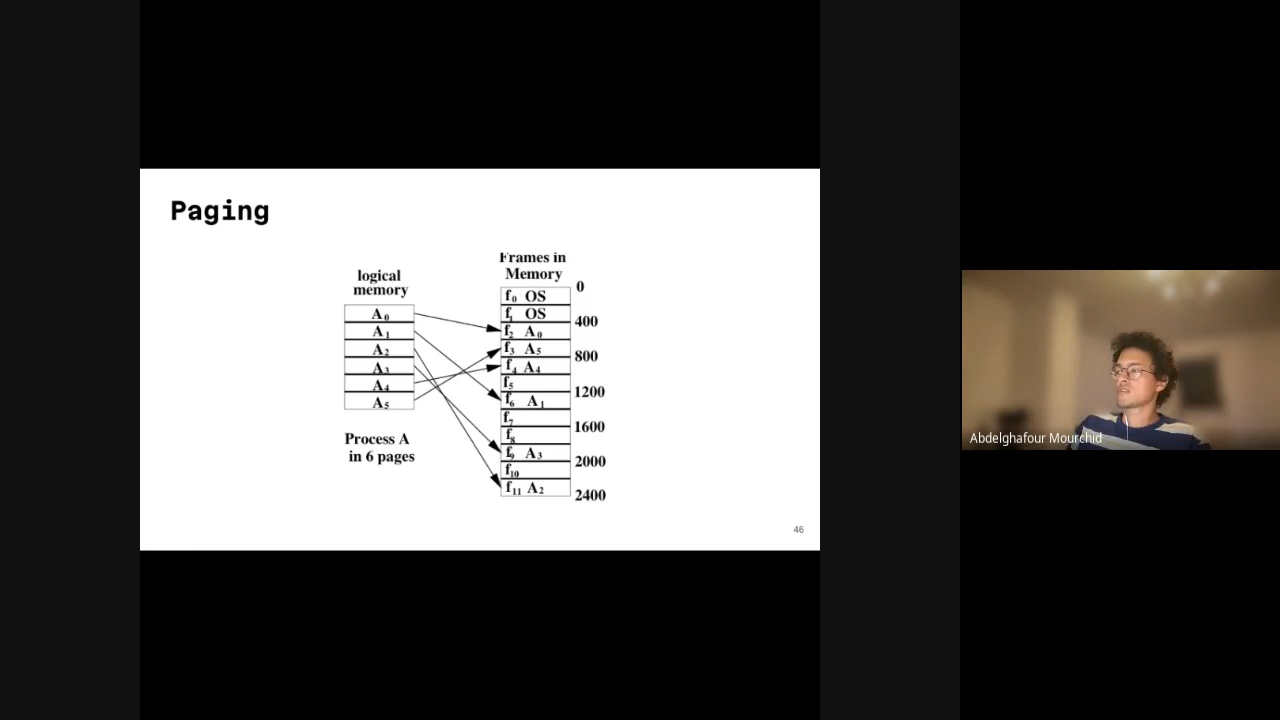 Paging
logical
memory
A0
A1
A2
A3
A4
A5
Process A
in 6 pages
Frames in
Memory
f0 OS
f1 OS
f2 A0
f3 A5
f4 A4
f5
f6 A1
f7
f8
f9 A3
f10
f11 A2
0
400
800
1200
1600
2000
2400
46
Abdelghafour Mourchid